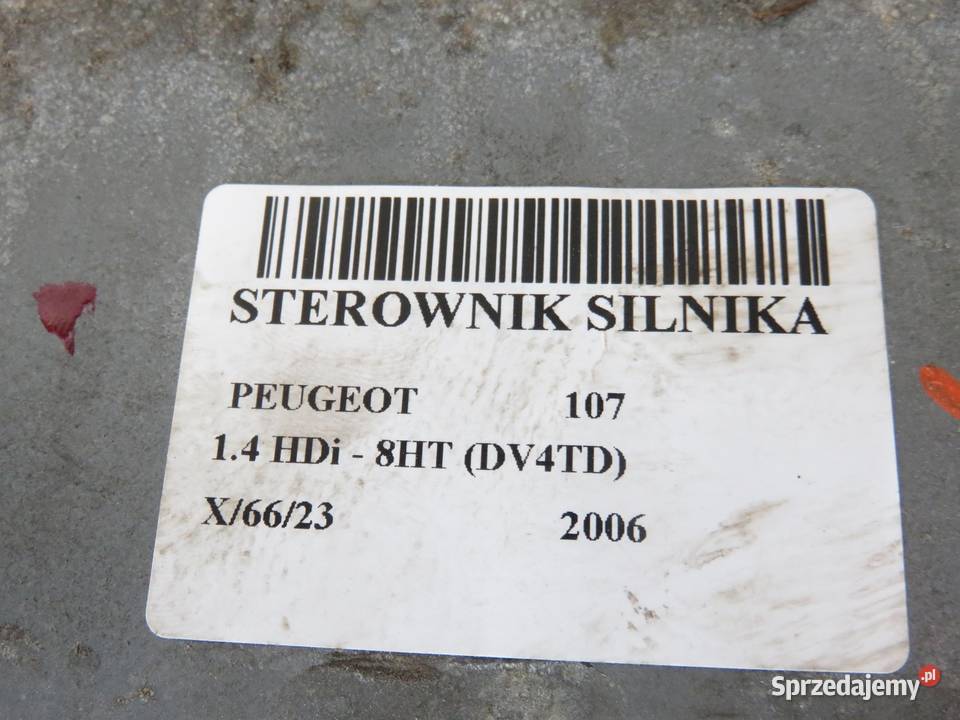 STEROWNIK SILNIKA
PEUGEOT 107
1.4 HDi - 8HT (DV4TD)
X/66/23 2006
Sprzedajemy.pl